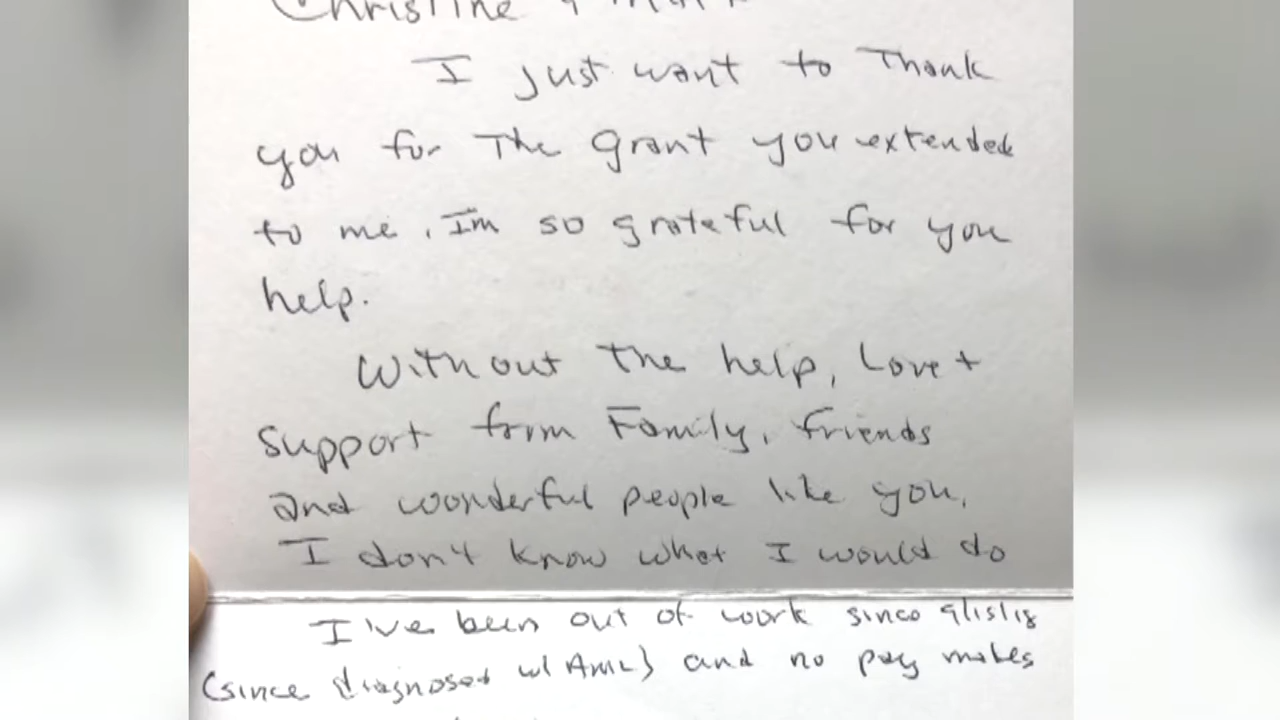 Christine &
I just want to Thank
you for The grant you extended
to me. I'm so grateful for you
help.
Without the help, Love +
Support from Family, friends
and wonderful people like you,
I don't know what I would do
I've been out of work since
(since diagnosed w/ AML) and no pay makes